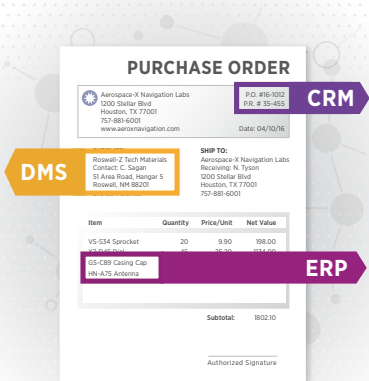 PURCHASE ORDER
Aerospace-X Navigation Labs
1200 Stellar Blvd
Houston, TX 77001
757-881-6001
www.aeroxnavigation.com
P.O. #16-1012
P.R. # 35-455
Date: 04/10/16
CRM
DMS
Roswell-Z Tech Materials
Contact: C. Sagan
51 Area Road, Hangar 5
Roswell, NM 88201
SHIP TO:
Aerospace-X Navigation Labs
Receiving: N. Tyson
1200 Stellar Blvd
Houston, TX 77001
757-881-6001
Item Quantity Price/Unit Net Value
VS-S34 Sprocket 20 9.90 198.00
GS-C89 Casing Cap
HN-A75 Antenna
ERP
Subtotal: 1802.10
Authorized Signature